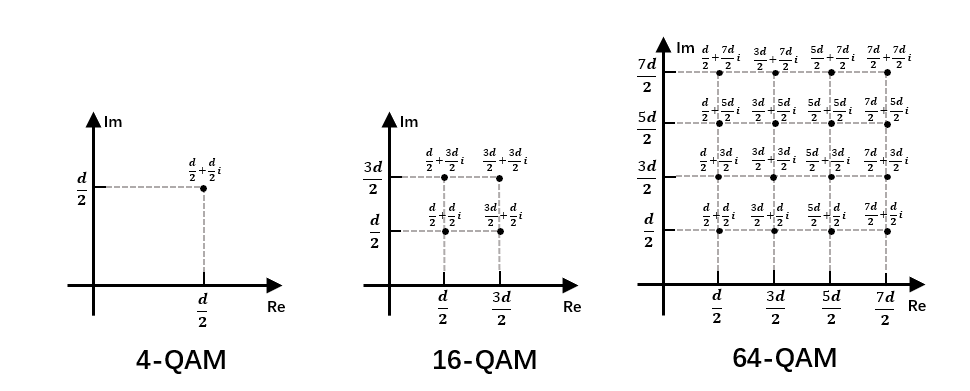 Im
d/2 + d/2 i
d/2
d/2
Re
4-QAM
Im
d/2 + 3d/2 i 3d/2 + 3d/2 i
3d/2
d/2 + d/2 i 3d/2 + d/2 i
d/2
d/2 3d/2
Re
16-QAM
Im
d/2 + 7d/2 i 3d/2 + 7d/2 i 5d/2 + 7d/2 i 7d/2 + 7d/2 i
7d/2
d/2 + 5d/2 i 3d/2 + 5d/2 i 5d/2 + 5d/2 i 7d/2 + 5d/2 i
5d/2
d/2 + 3d/2 i 3d/2 + 3d/2 i 5d/2 + 3d/2 i 7d/2 + 3d/2 i
3d/2
d/2 + d/2 i 3d/2 + d/2 i 5d/2 + d/2 i 7d/2 + d/2 i
d/2
d/2 3d/2 5d/2 7d/2
Re
64-QAM